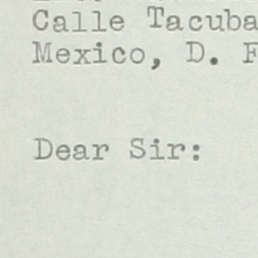 Calle Tacuba
Mexico, D. F
Dear Sir: